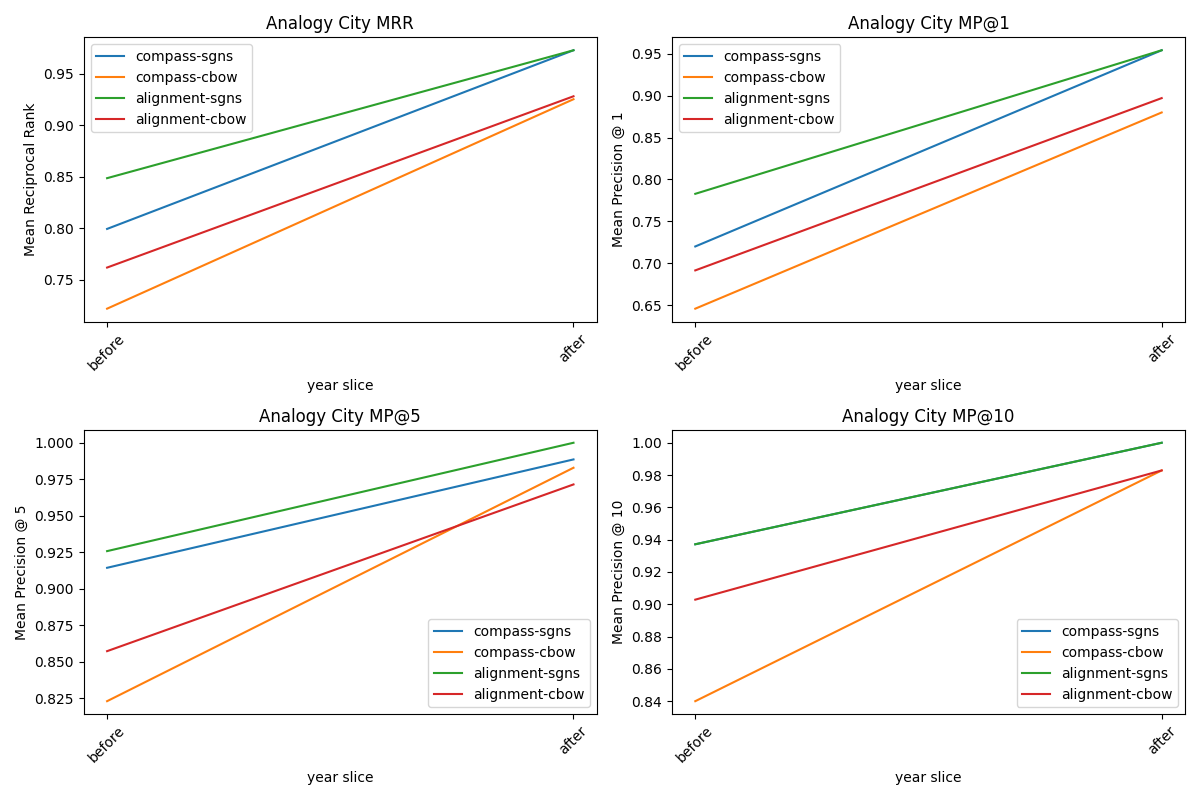 Analogy City MRR
compass-sgns
compass-cbow
alignment-sgns
alignment-cbow
0.95
0.90
0.85
0.80
0.75
Mean Reciprocal Rank
before
after
year slice
Analogy City MP@1
compass-sgns
compass-cbow
alignment-sgns
alignment-cbow
0.95
0.90
0.85
0.80
0.75
0.70
0.65
Mean Precision @ 1
before
after
year slice
Analogy City MP@5
1.000
0.975
0.950
0.925
0.900
0.875
0.850
0.825
Mean Precision @ 5
compass-sgns
compass-cbow
alignment-sgns
alignment-cbow
before
after
year slice
Analogy City MP@10
1.00
0.98
0.96
0.94
0.92
0.90
0.88
0.86
0.84
Mean Precision @ 10
compass-sgns
compass-cbow
alignment-sgns
alignment-cbow
before
after
year slice